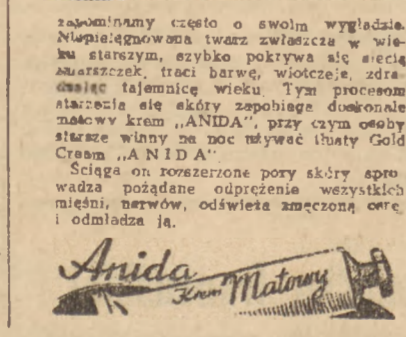 zapominamy często o swoim wyglądzie.
Niepielęgnowana twarz zwłaszcza w wie-
ku starszym, szybko pokrywa się siecią
zmarszczek, traci barwę, wiotczeje, zdra-
dzając tajemnicę wieku. Tym procesom
starzenia się skóry zapobiega doskonale
matowy krem „ANIDA”, przy czym osoby
starsze winny na noc używać tłusty Gold
Cream „ANIDA”.
Ściąga on rozszerzone pory skóry spro
wadza pożądane odprężenie wszystkich
mięśni, nerwów, odświeża zmęczoną cerę
i odmładza ją.
Anida
Krem Matowy